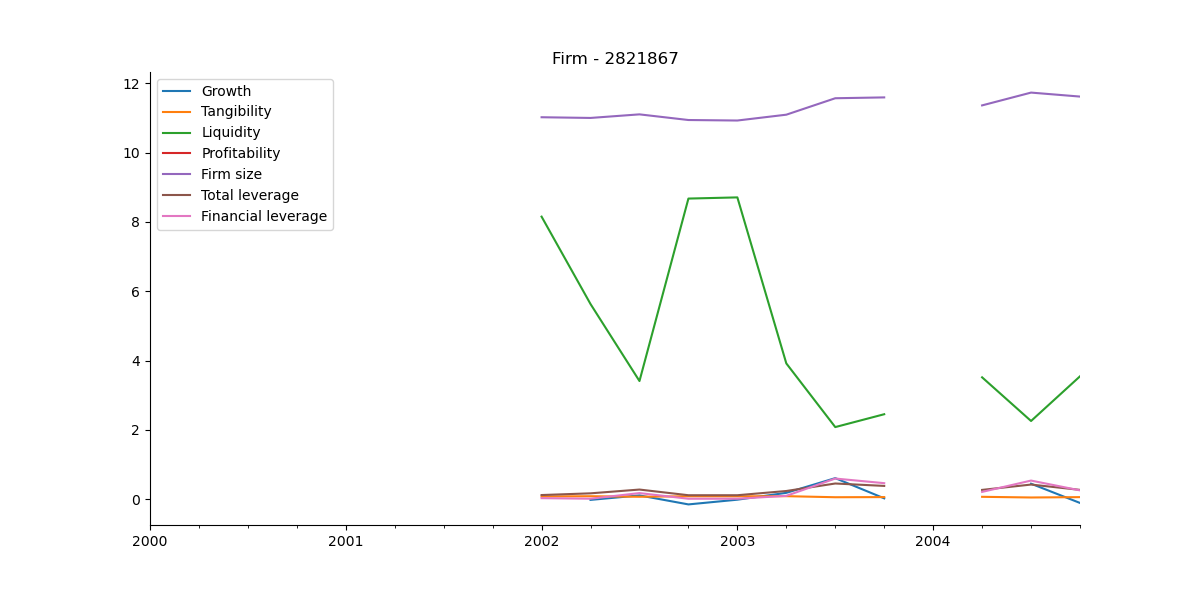 Firm - 2821867
12
10
8
6
4
2
0
Growth
Tangibility
Liquidity
Profitability
Firm size
Total leverage
Financial leverage
2000 2001 2002 2003 2004